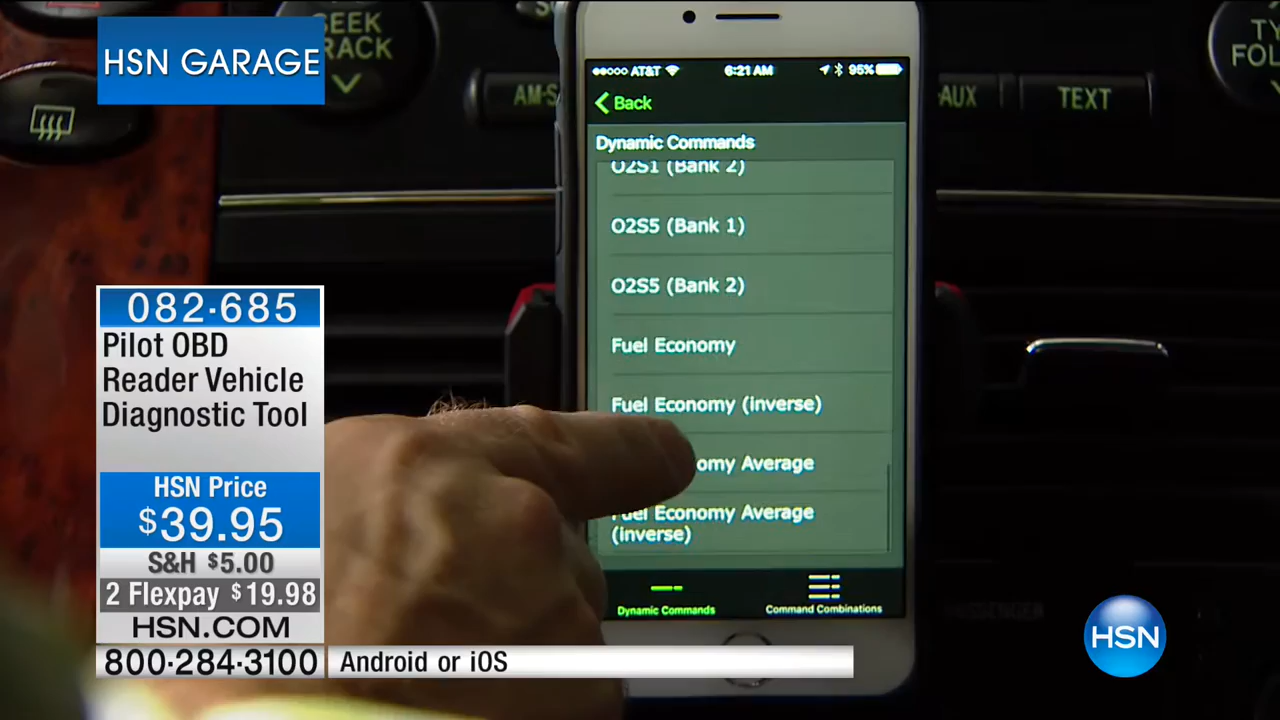 HSN GARAGE
SEEK
TRACK
AM-S
AUX
TEXT
AT&T 6:21 AM 95%
Back
Dynamic Commands
O2S1 (Bank 2)
O2S5 (Bank 1)
O2S5 (Bank 2)
Fuel Economy
Fuel Economy (inverse)
omy Average
Fuel Economy Average
(inverse)
Dynamic Commands
Command Combinations
082-685
Pilot OBD
Reader Vehicle
Diagnostic Tool
HSN Price
$39.95
S&H $5.00
2 Flexpay $19.98
HSN.COM
800·284·3100
Android or iOS
HSN